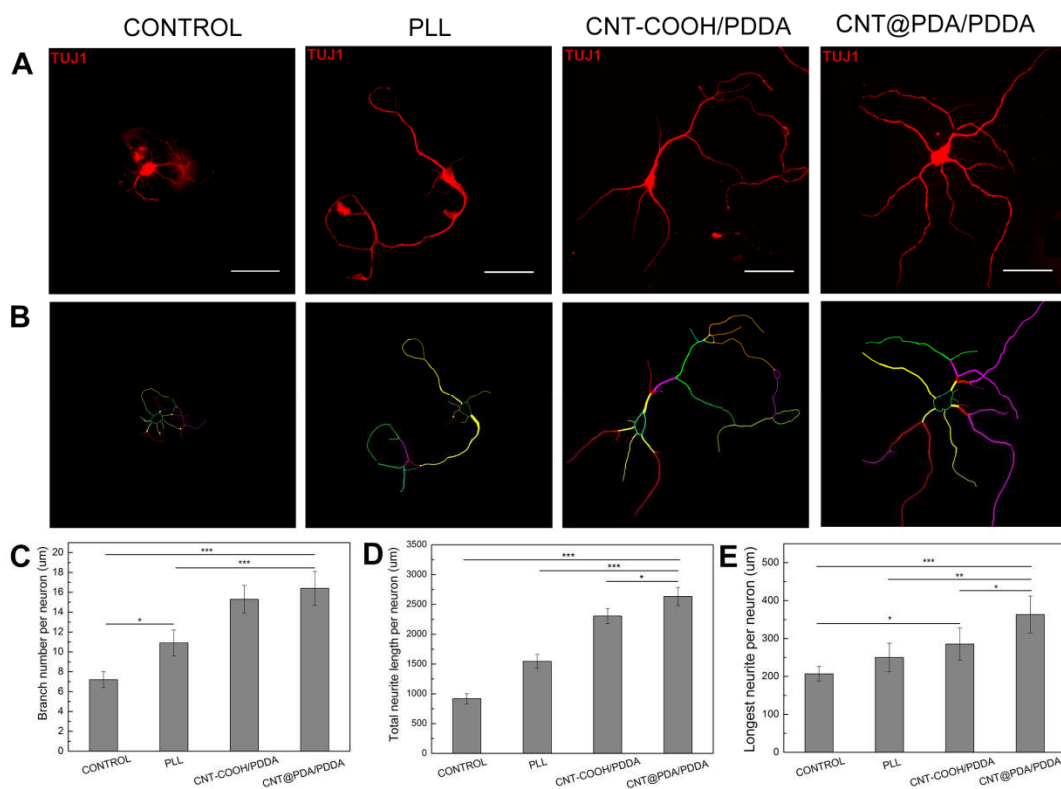 CONTROL PLL CNT-COOH/PDDA CNT@PDA/PDDA
A TUJ1 TUJ1 TUJ1 TUJ1
B
C
Branch number per neuron (um)
20
18
16
14
12
10
8
6
4
2
0
***
***
*
CONTROL PLL CNT-COOH/PDDA CNT@PDA/PDDA
D
Total neurite length per neuron (um)
3500
3000
2500
2000
1500
1000
500
0
***
***
*
CONTROL PLL CNT-COOH/PDDA CNT@PDA/PDDA
E
Longest neurite per neuron (um)
500
400
300
200
100
0
***
**
*
*
CONTROL PLL CNT-COOH/PDDA CNT@PDA/PDDA